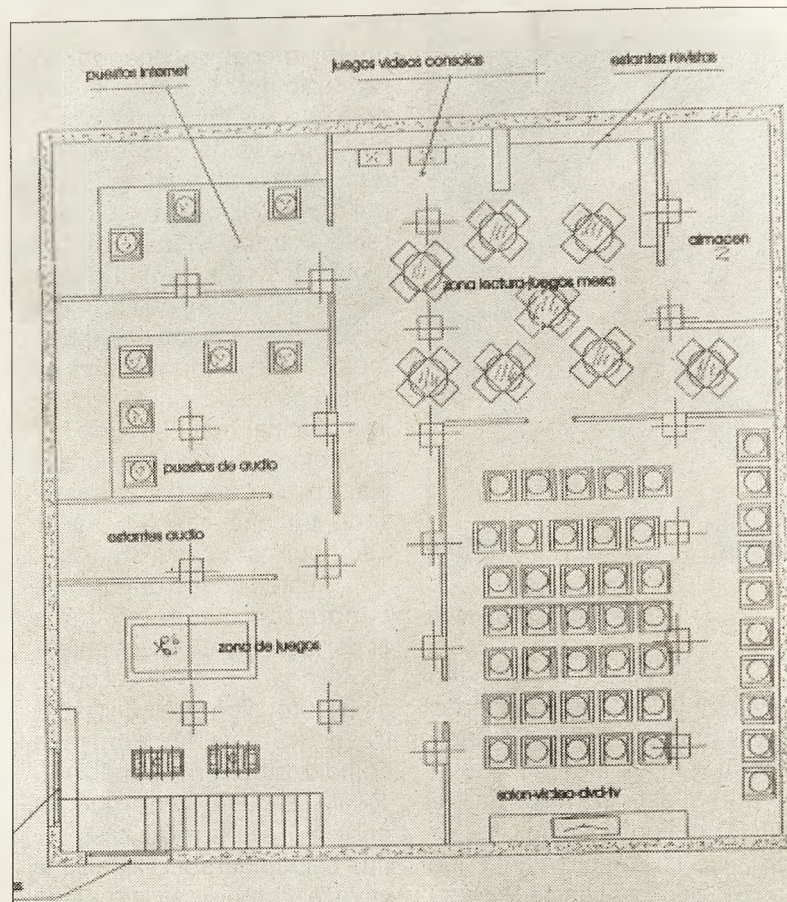 puestos internet
juegos videos consolas
estantes revistas
almacen
zona lectura-juegos mesa
puestos de audio
estantes audio
zona de juegos
salon-video-dvd-tv